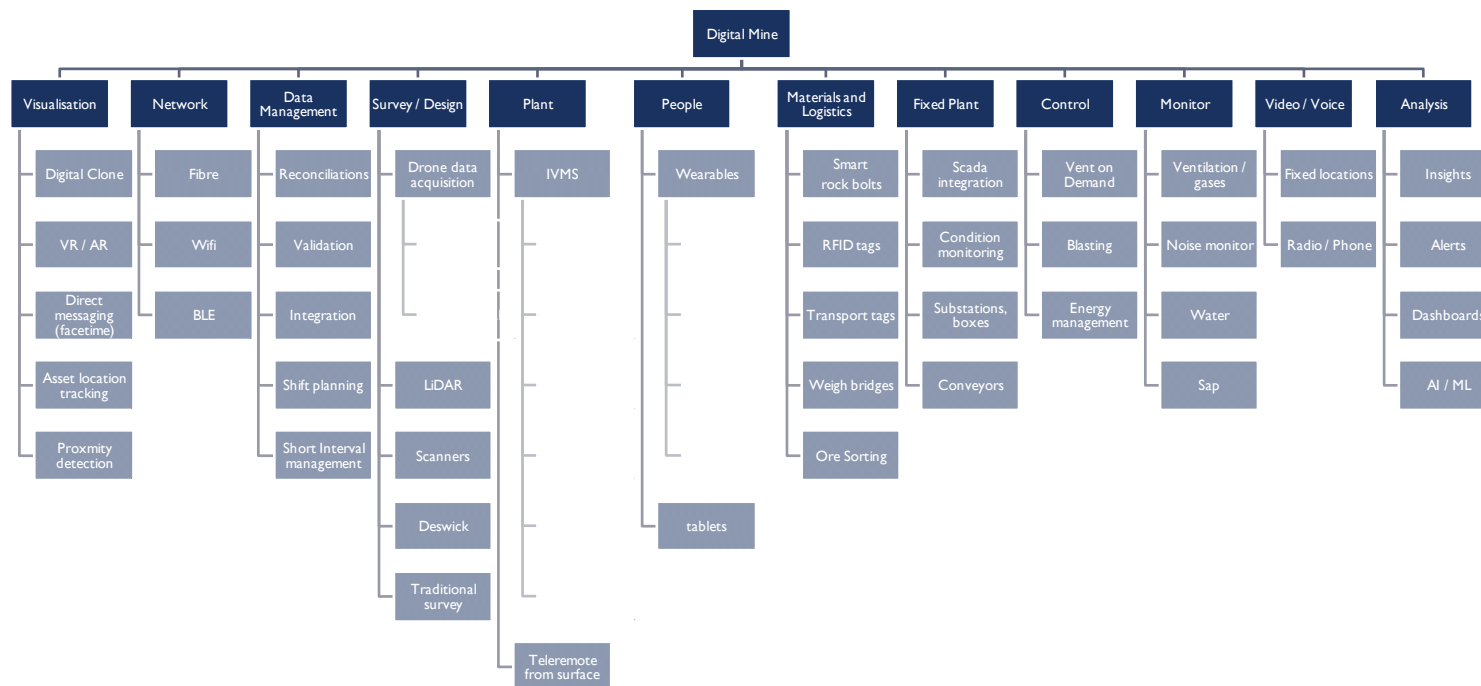 Digital Mine
Visualisation
Network
Data
Management
Survey / Design
Plant
People
Materials and
Logistics
Fixed Plant
Control
Monitor
Video / Voice
Analysis
Digital Clone
VR / AR
Direct
messaging
(facetime)
Asset location
tracking
Proxmity
detection
Fibre
Wifi
BLE
Reconciliations
Validation
Integration
Shift planning
Short Interval
management
Drone data
acquisition
LiDAR
Scanners
Deswick
Traditional
survey
IVMS
Teleremote
from surface
Wearables
tablets
Smart
rock bolts
RFID tags
Transport tags
Weigh bridges
Ore Sorting
Scada
integration
Condition
monitoring
Substations,
boxes
Conveyors
Vent on
Demand
Blasting
Energy
management
Ventilation /
gases
Noise monitor
Water
Sap
Fixed locations
Radio / Phone
Insights
Alerts
Dashboards
AI / ML